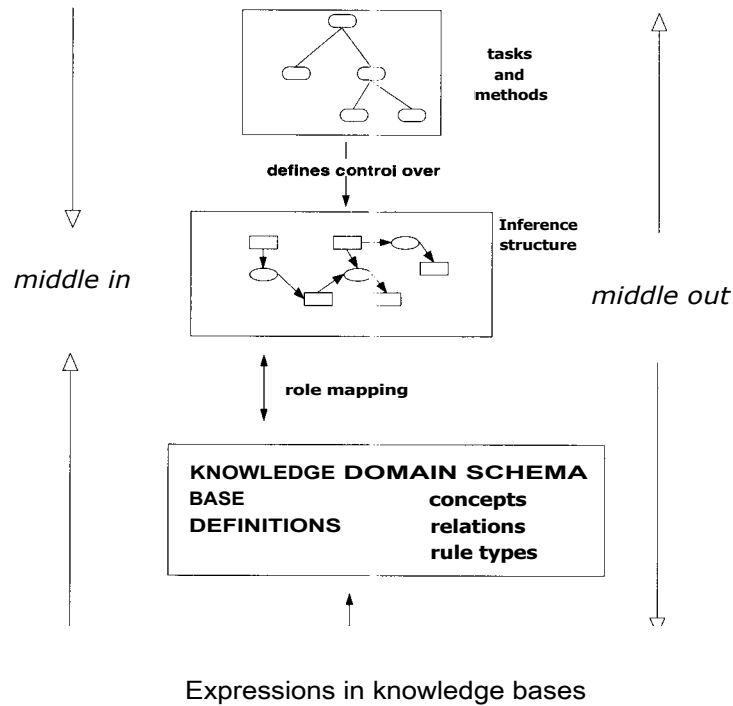 tasks
and
methods
defines control over
Inference
structure
middle in
middle out
role mapping
KNOWLEDGE DOMAIN SCHEMA
BASE concepts
DEFINITIONS relations
rule types
Expressions in knowledge bases